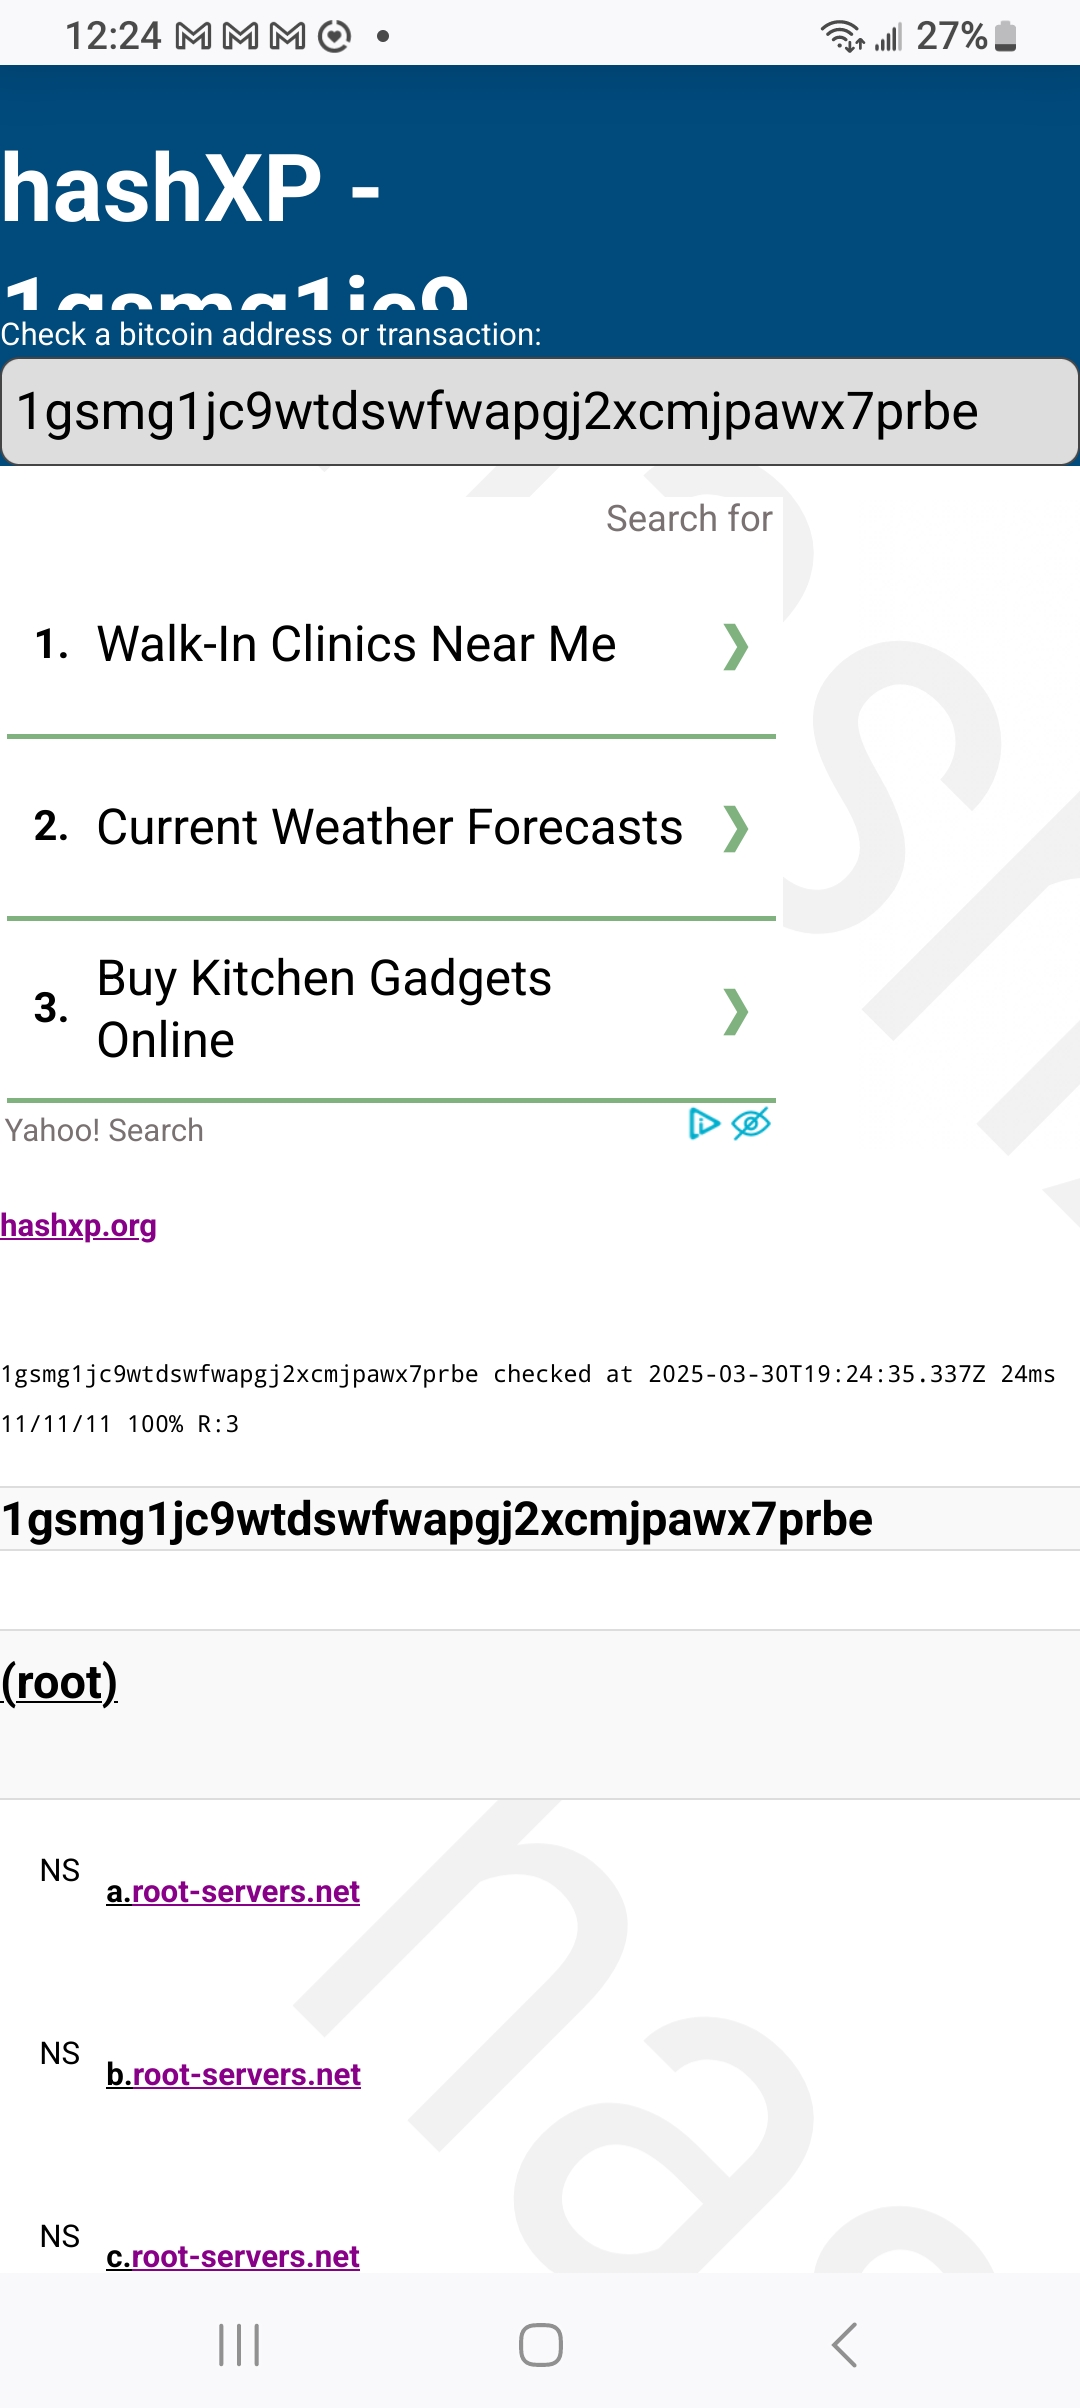 12:24
27%
hashXP -
1gsmg1jc9
Check a bitcoin address or transaction:
1gsmg1jc9wtdswfwapgj2xcmjpawx7prbe
Search for
1. Walk-In Clinics Near Me
2. Current Weather Forecasts
3. Buy Kitchen Gadgets
Online
Yahoo! Search
hashxp.org
1gsmg1jc9wtdswfwapgj2xcmjpawx7prbe checked at 2025-03-30T19:24:35.337Z 24ms
11/11/11 100% R:3
1gsmg1jc9wtdswfwapgj2xcmjpawx7prbe
(root)
NS a.root-servers.net
NS b.root-servers.net
NS c.root-servers.net